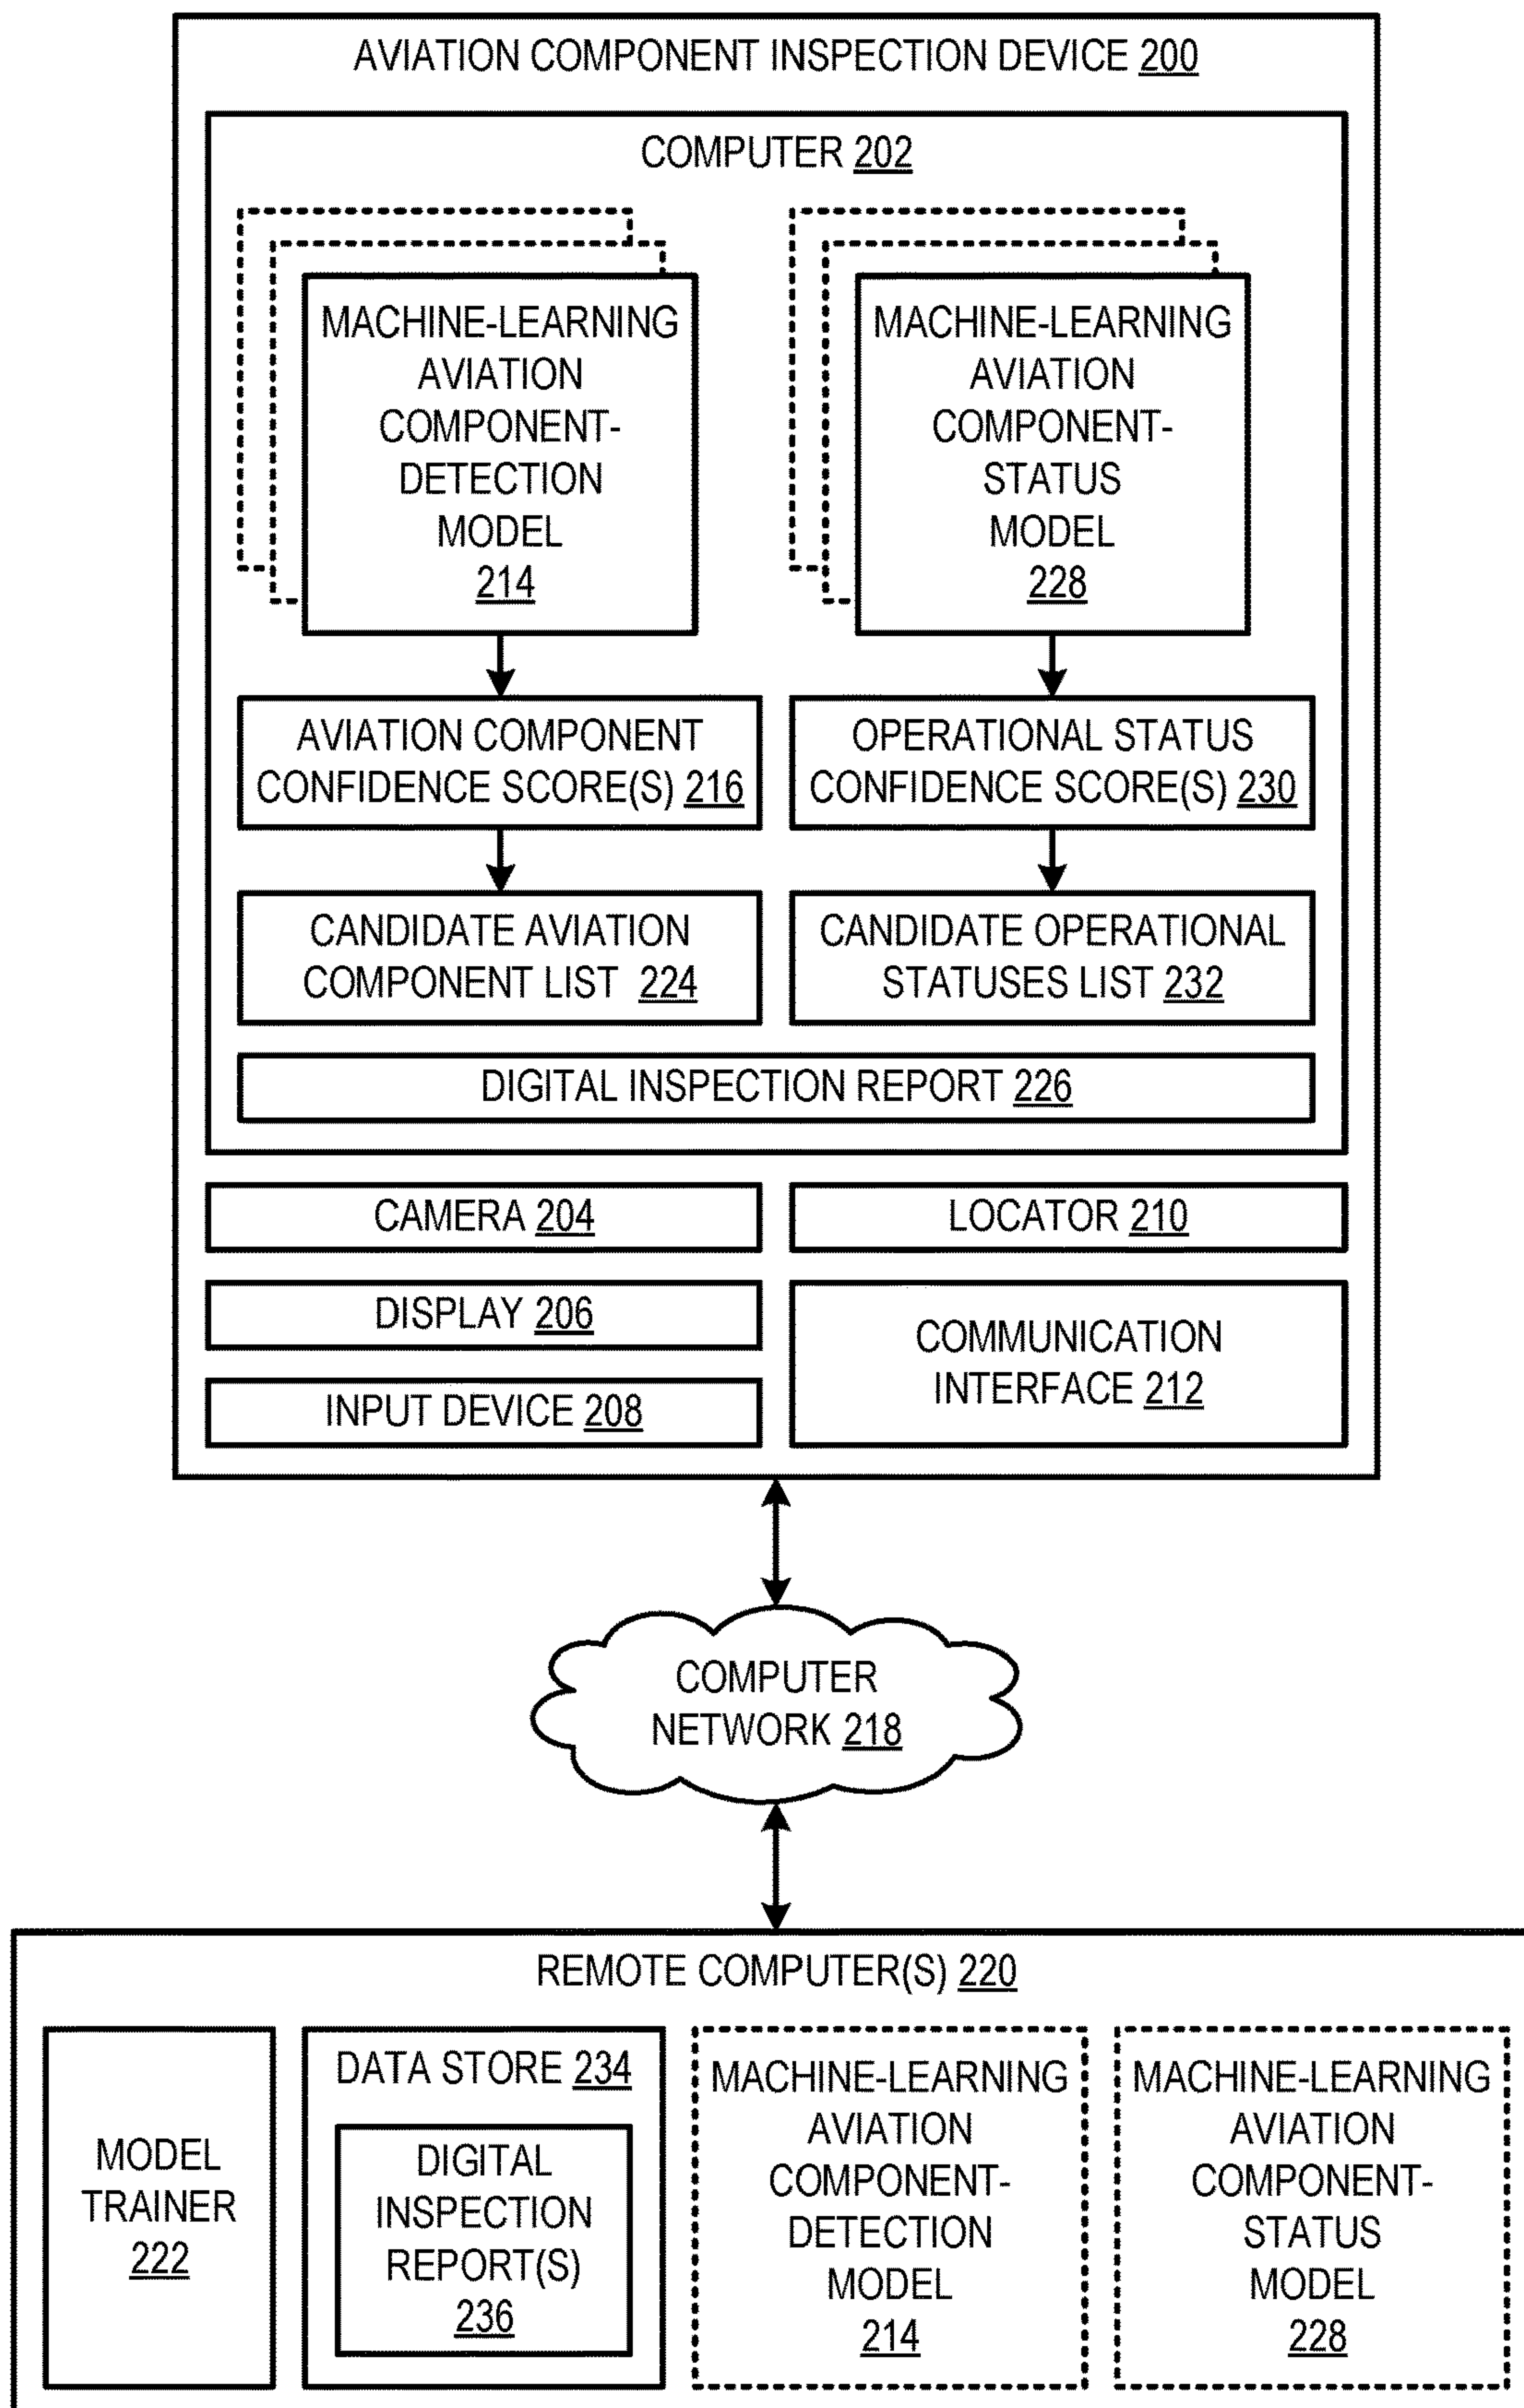 AVIATION COMPONENT INSPECTION DEVICE 200
COMPUTER 202
MACHINE-LEARNING
AVIATION
COMPONENT-
DETECTION
MODEL
214
MACHINE-LEARNING
AVIATION
COMPONENT-
STATUS
MODEL
228
AVIATION COMPONENT
CONFIDENCE SCORE(S) 216
OPERATIONAL STATUS
CONFIDENCE SCORE(S) 230
CANDIDATE AVIATION
COMPONENT LIST 224
CANDIDATE OPERATIONAL
STATUSES LIST 232
DIGITAL INSPECTION REPORT 226
CAMERA 204
LOCATOR 210
DISPLAY 206
INPUT DEVICE 208
COMMUNICATION
INTERFACE 212
COMPUTER
NETWORK 218
REMOTE COMPUTER(S) 220
MODEL
TRAINER
222
DATA STORE 234
DIGITAL
INSPECTION
REPORT(S)
236
MACHINE-LEARNING
AVIATION
COMPONENT-
DETECTION
MODEL
214
MACHINE-LEARNING
AVIATION
COMPONENT-
STATUS
MODEL
228